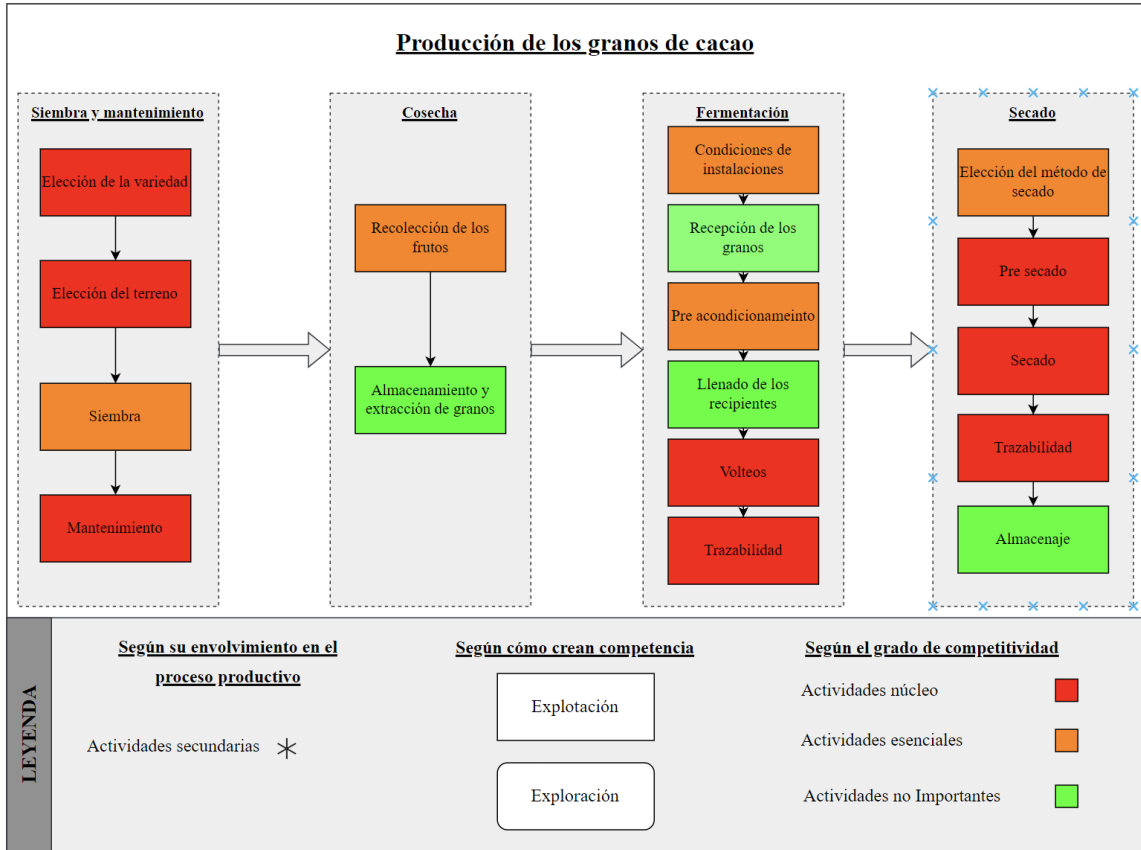 Producción de los granos de cacao
Siembra y mantenimiento
Elección de la variedad
Elección del terreno
Siembra
Mantenimiento
Cosecha
Recolección de los
frutos
Almacenamiento y
extracción de granos
Fermentación
Condiciones de
instalaciones
Recepción de los
granos
Pre acondicionameinto
Llenado de los
recipientes
Volteos
Trazabilidad
Secado
Elección del método de
secado
Pre secado
Secado
Trazabilidad
Almacenaje
LEYENDA
Según su envolvimiento en el
proceso productivo
Actividades secundarias
Según cómo crean competencia
Explotación
Exploración
Según el grado de competitividad
Actividades núcleo
Actividades esenciales
Actividades no Importantes